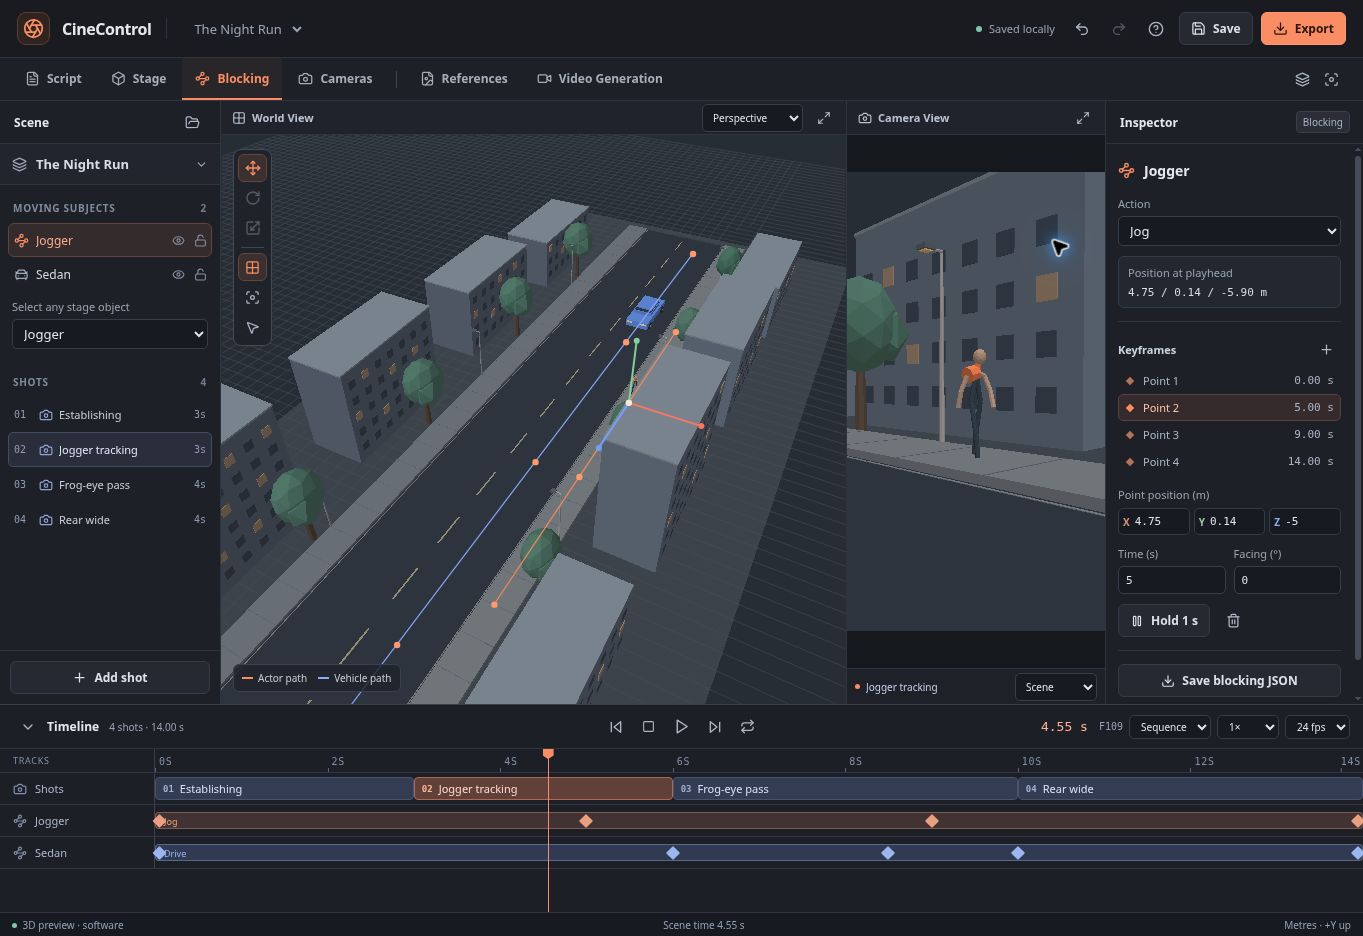 CineControl
The Night Run
Saved locally
Save
Export
Script
Stage
Blocking
Cameras
References
Video Generation
Scene
The Night Run
MOVING SUBJECTS 2
Jogger
Sedan
Select any stage object
Jogger
SHOTS 4
01 Establishing 3s
02 Jogger tracking 3s
03 Frog-eye pass 4s
04 Rear wide 4s
Add shot
World View
Perspective
Actor path
Vehicle path
Camera View
Jogger tracking
Scene
Inspector
Blocking
Jogger
Action
Jog
Position at playhead
4.75 / 0.14 / -5.90 m
Keyframes
Point 1 0.00 s
Point 2 5.00 s
Point 3 9.00 s
Point 4 14.00 s
Point position (m)
X 4.75 Y 0.14 Z -5
Time (s) Facing (°)
5 0
Hold 1 s
Save blocking JSON
Timeline 4 shots · 14.00 s
4.55 s F109 Sequence 1× 24 fps
TRACKS 0S 2S 4S 6S 8S 10S 12S 14S
Shots 01 Establishing 02 Jogger tracking 03 Frog-eye pass 04 Rear wide
Jogger Jog
Sedan Drive
3D preview · software
Scene time 4.55 s
Metres · +Y up